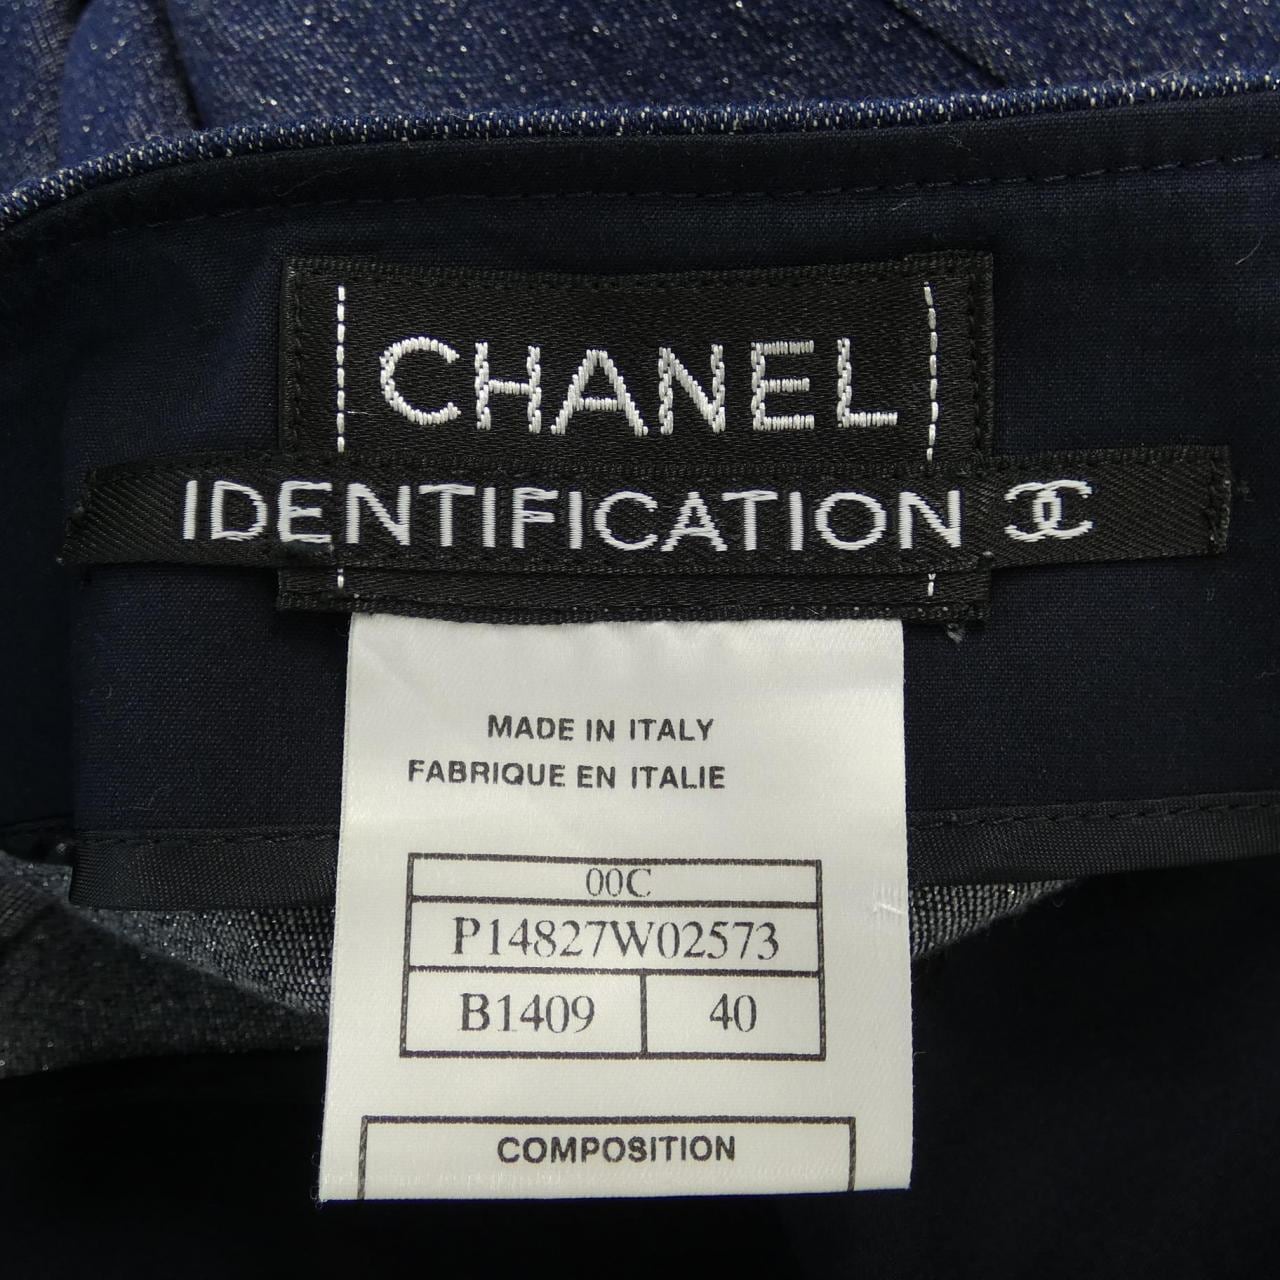 CHANEL
IDENTIFICATION
MADE IN ITALY
FABRIQUE EN ITALIE
00C
P14827W02573
B1409 40
COMPOSITION